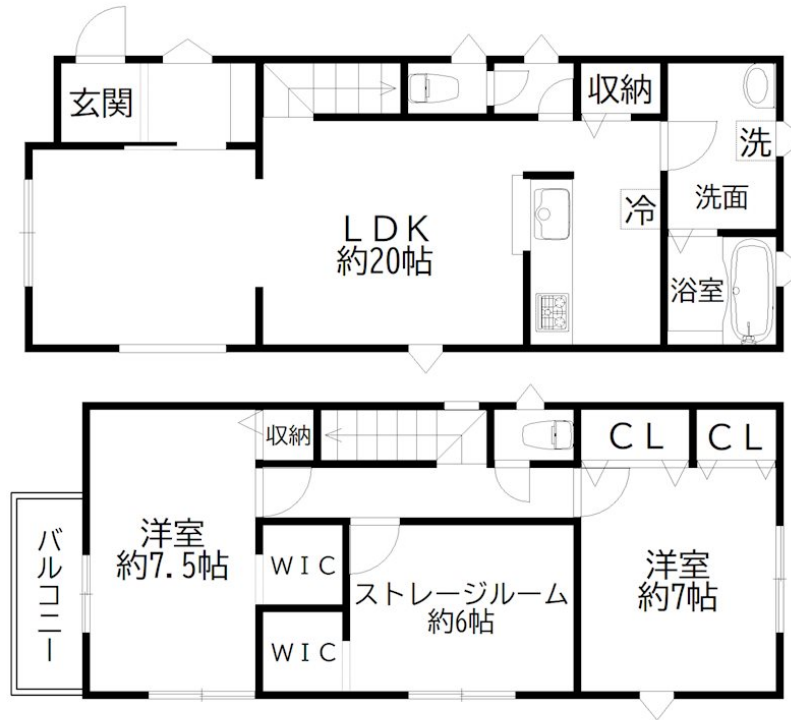 玄関
収納
洗
洗面
冷
LDK
約20帖
浴室
収納
CL
CL
洋室
約7.5帖
バルコニー
WIC
ストレージルーム
約6帖
洋室
約7帖
WIC